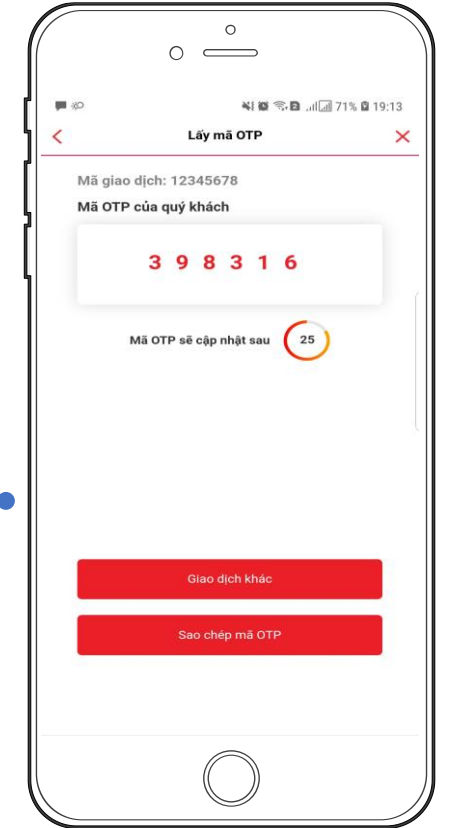 71% 19:13
Lấy mã OTP
Mã giao dịch: 12345678
Mã OTP của quý khách
3 9 8 3 1 6
Mã OTP sẽ cập nhật sau 25
Giao dịch khác
Sao chép mã OTP